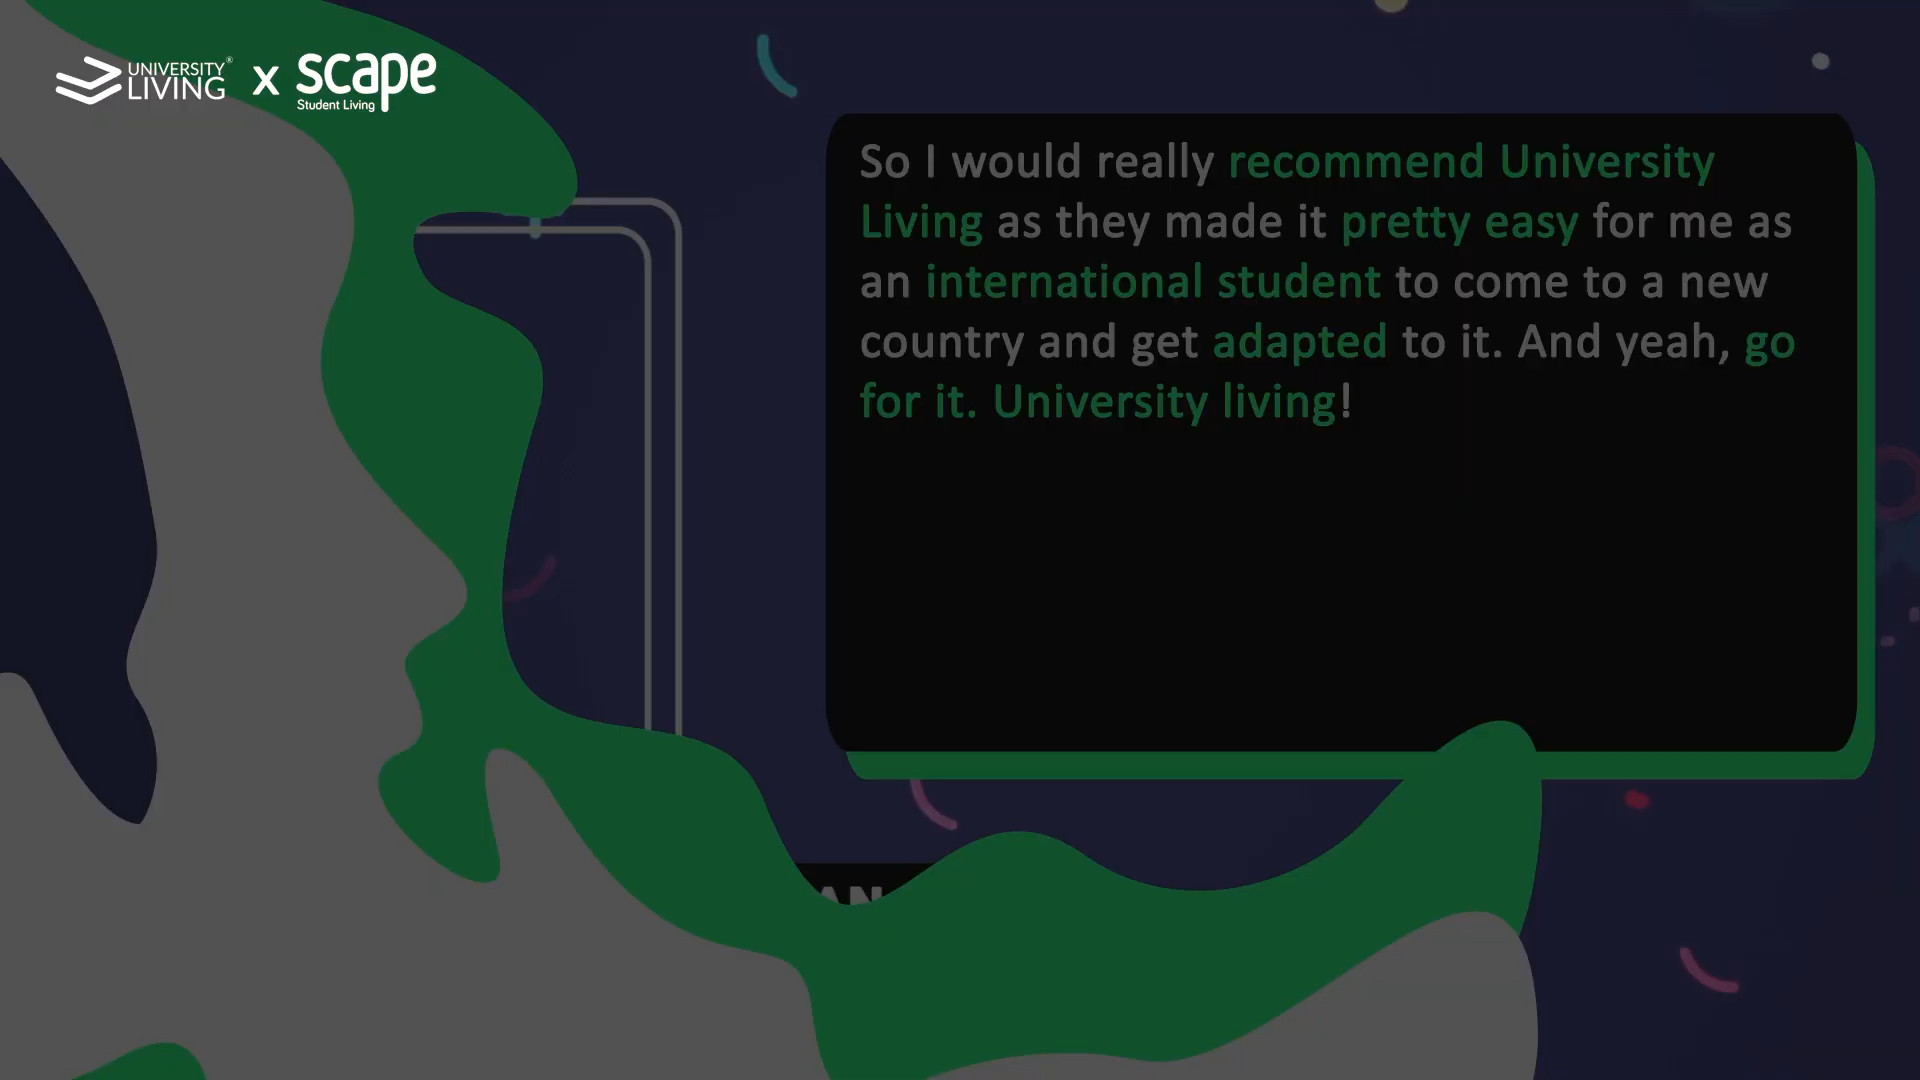 UNIVERSITY®
LIVING
X
scape
Student Living
So I would really recommend University
Living as they made it pretty easy for me as
an international student to come to a new
country and get adapted to it. And yeah, go
for it. University living!